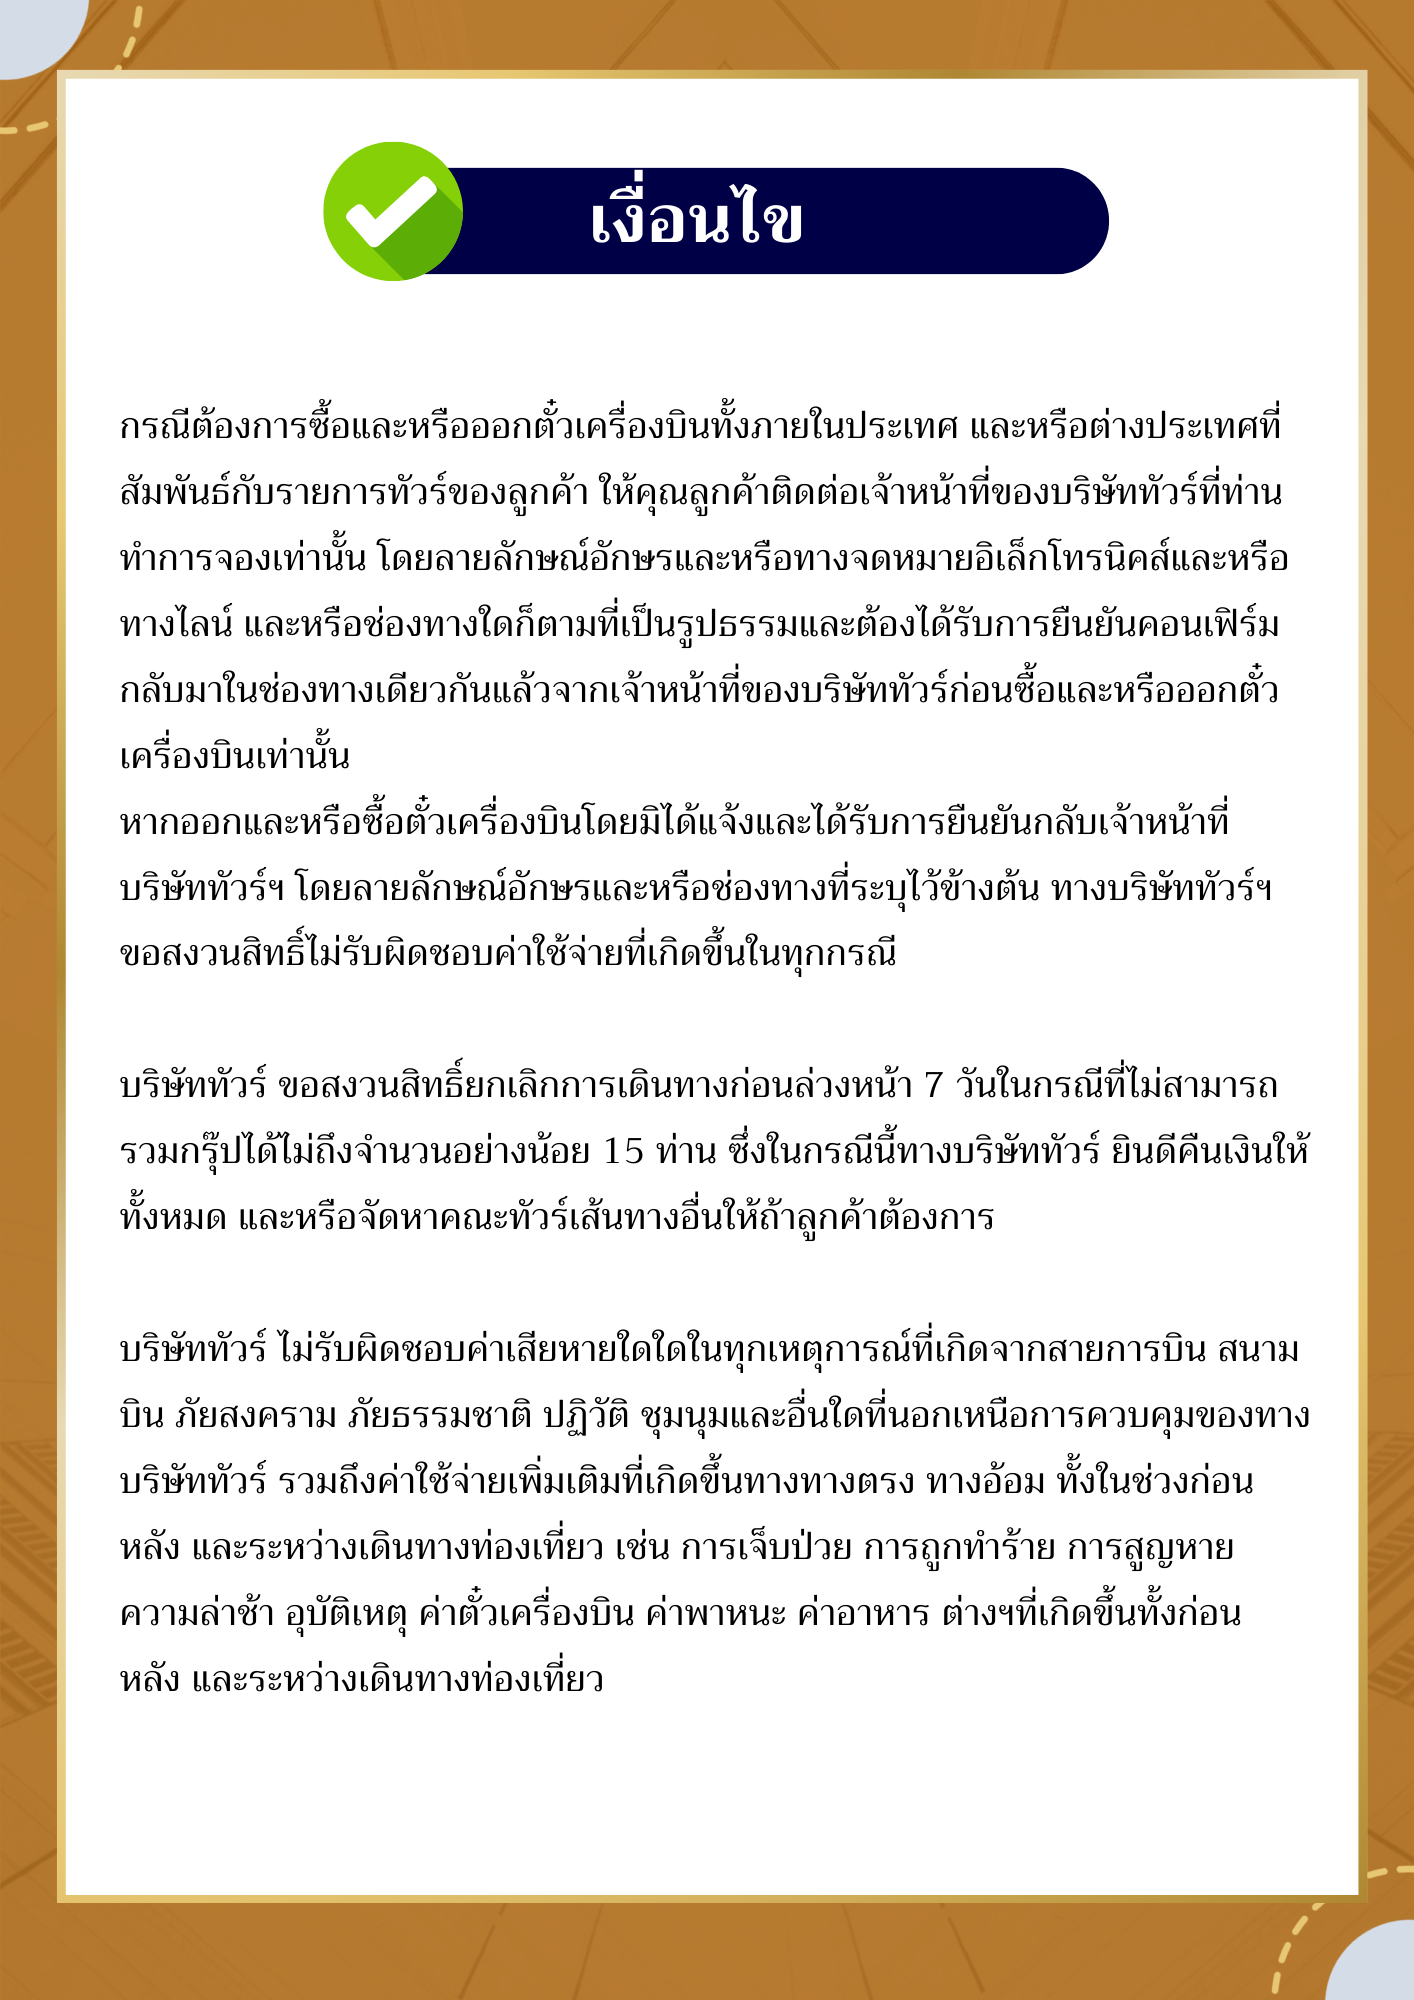 เงื่อนไข
กรณีต้องการซื้อและหรือออกตั๋วเครื่องบินทั้งภายในประเทศ และหรือต่างประเทศที่
สัมพันธ์กับรายการทัวร์ของลูกค้า ให้คุณลูกค้าติดต่อเจ้าหน้าที่ของบริษัททัวร์ที่ท่าน
ทำการจองเท่านั้น โดยลายลักษณ์อักษรและหรือทางจดหมายอิเล็กโทรนิคส์และหรือ
ทางไลน์ และหรือช่องทางใดก็ตามที่เป็นรูปธรรมและต้องได้รับการยืนยันคอนเฟิร์ม
กลับมาในช่องทางเดียวกันแล้วจากเจ้าหน้าที่ของบริษัททัวร์ก่อนซื้อและหรือออกตั๋ว
เครื่องบินเท่านั้น
หากออกและหรือซื้อตั๋วเครื่องบินโดยมิได้แจ้งและได้รับการยืนยันกลับเจ้าหน้าที่
บริษัททัวร์ฯ โดยลายลักษณ์อักษรและหรือช่องทางที่ระบุไว้ข้างต้น ทางบริษัททัวร์ฯ
ขอสงวนสิทธิ์ไม่รับผิดชอบค่าใช้จ่ายที่เกิดขึ้นในทุกกรณี
บริษัททัวร์ ขอสงวนสิทธิ์ยกเลิกการเดินทางก่อนล่วงหน้า 7 วันในกรณีที่ไม่สามารถ
รวมกรุ๊ปได้ไม่ถึงจำนวนอย่างน้อย 15 ท่าน ซึ่งในกรณีนี้ทางบริษัททัวร์ ยินดีคืนเงินให้
ทั้งหมด และหรือจัดหาคณะทัวร์เส้นทางอื่นให้ถ้าลูกค้าต้องการ
บริษัททัวร์ ไม่รับผิดชอบค่าเสียหายใดใดในทุกเหตุการณ์ที่เกิดจากสายการบิน สนาม
บิน ภัยสงคราม ภัยธรรมชาติ ปฏิวัติ ชุมนุมและอื่นใดที่นอกเหนือการควบคุมของทาง
บริษัททัวร์ รวมถึงค่าใช้จ่ายเพิ่มเติมที่เกิดขึ้นทางทางตรง ทางอ้อม ทั้งในช่วงก่อน
หลัง และระหว่างเดินทางท่องเที่ยว เช่น การเจ็บป่วย การถูกทำร้าย การสูญหาย
ความล่าช้า อุบัติเหตุ ค่าตั๋วเครื่องบิน ค่าพาหนะ ค่าอาหาร ต่างฯที่เกิดขึ้นทั้งก่อน
หลัง และระหว่างเดินทางท่องเที่ยว